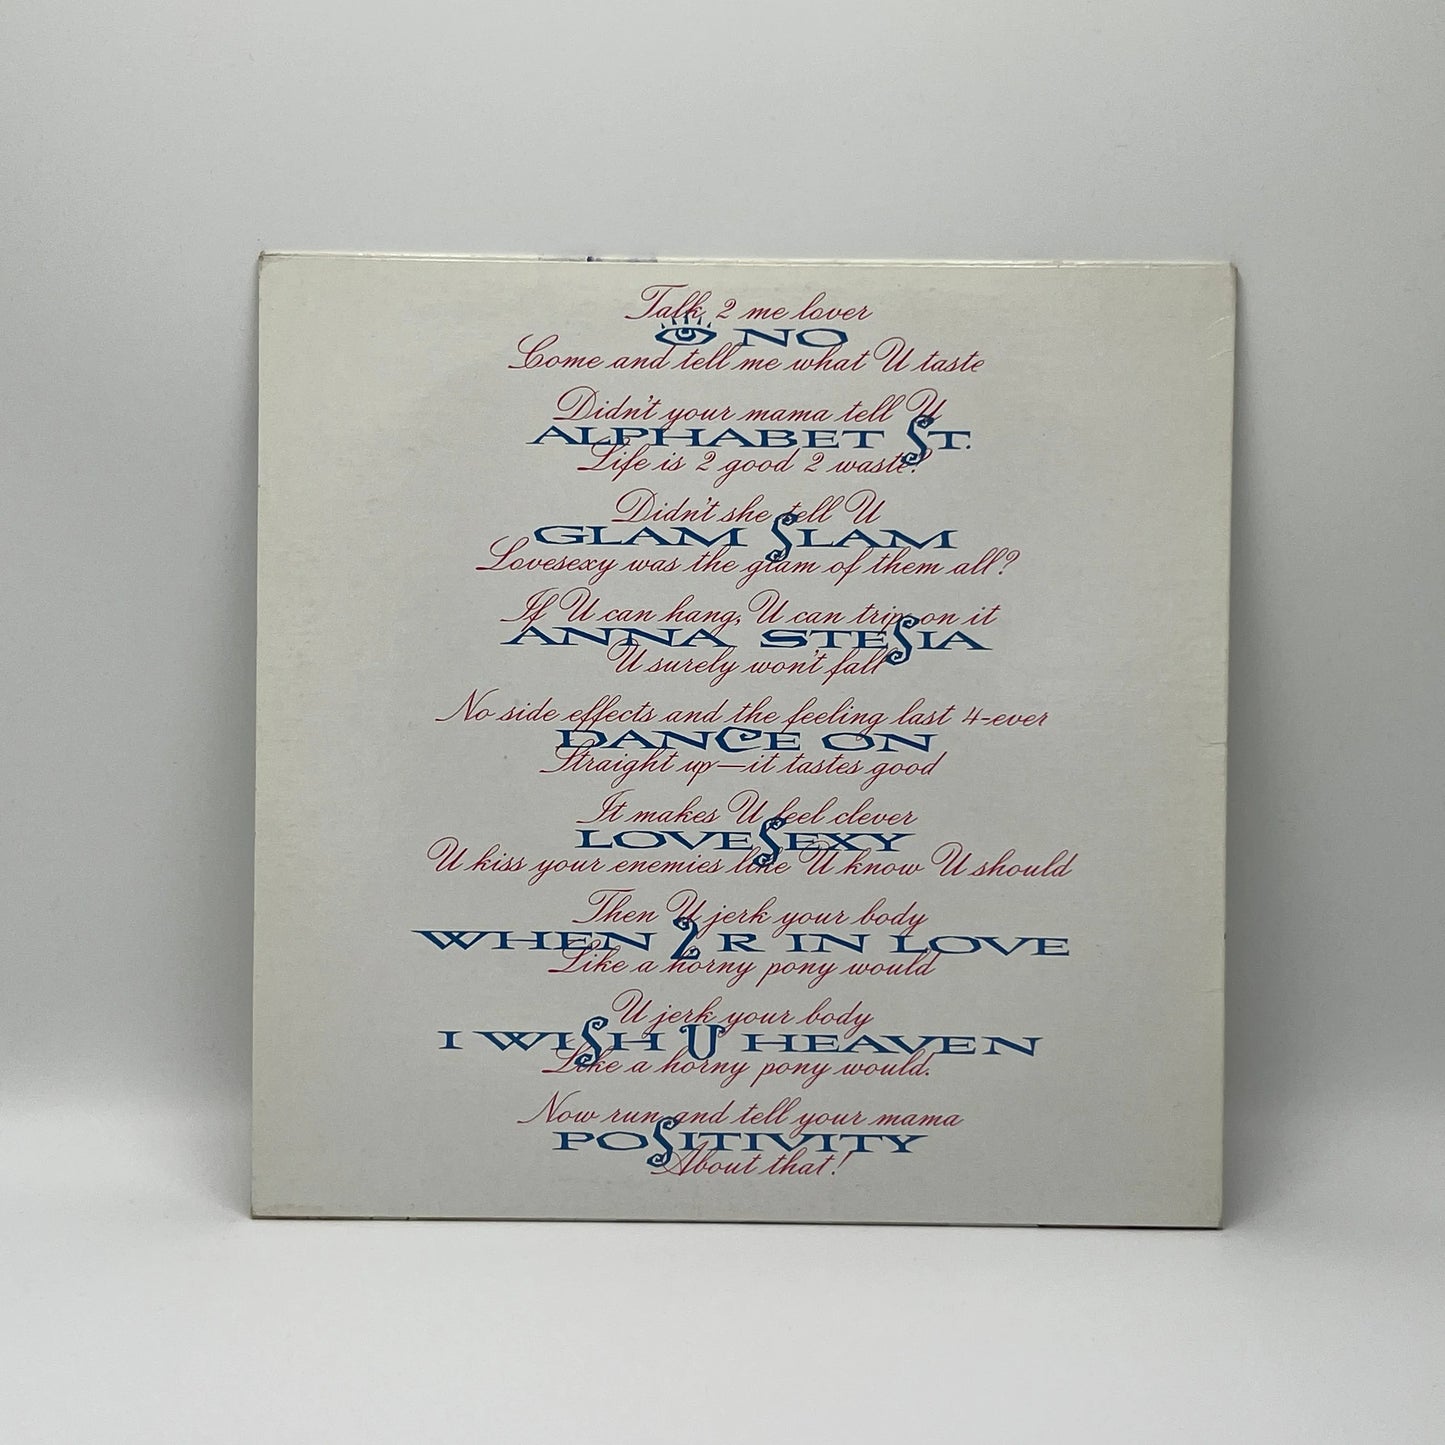 Talk 2 me lover
👁 NO
Come and tell me what U taste
Didn't your mama tell U
ALPHABET ST.
Life is 2 good 2 waste?
Didn't she tell U
GLAM SLAM
Lovesexy was the glam of them all?
If U can hang, U can trip on it
ANNA STESIA
U surely won't fall
No side effects and the feeling last 4-ever
DANCE ON
Straight up—it tastes good
It makes U feel clever
LOVESEXY
U kiss your enemies like U know U should
Then U jerk your body
WHEN 2 R IN LOVE
Like a horny pony would
U jerk your body
I WISH U HEAVEN
Like a horny pony would.
Now run and tell your mama
POSITIVITY
About that!